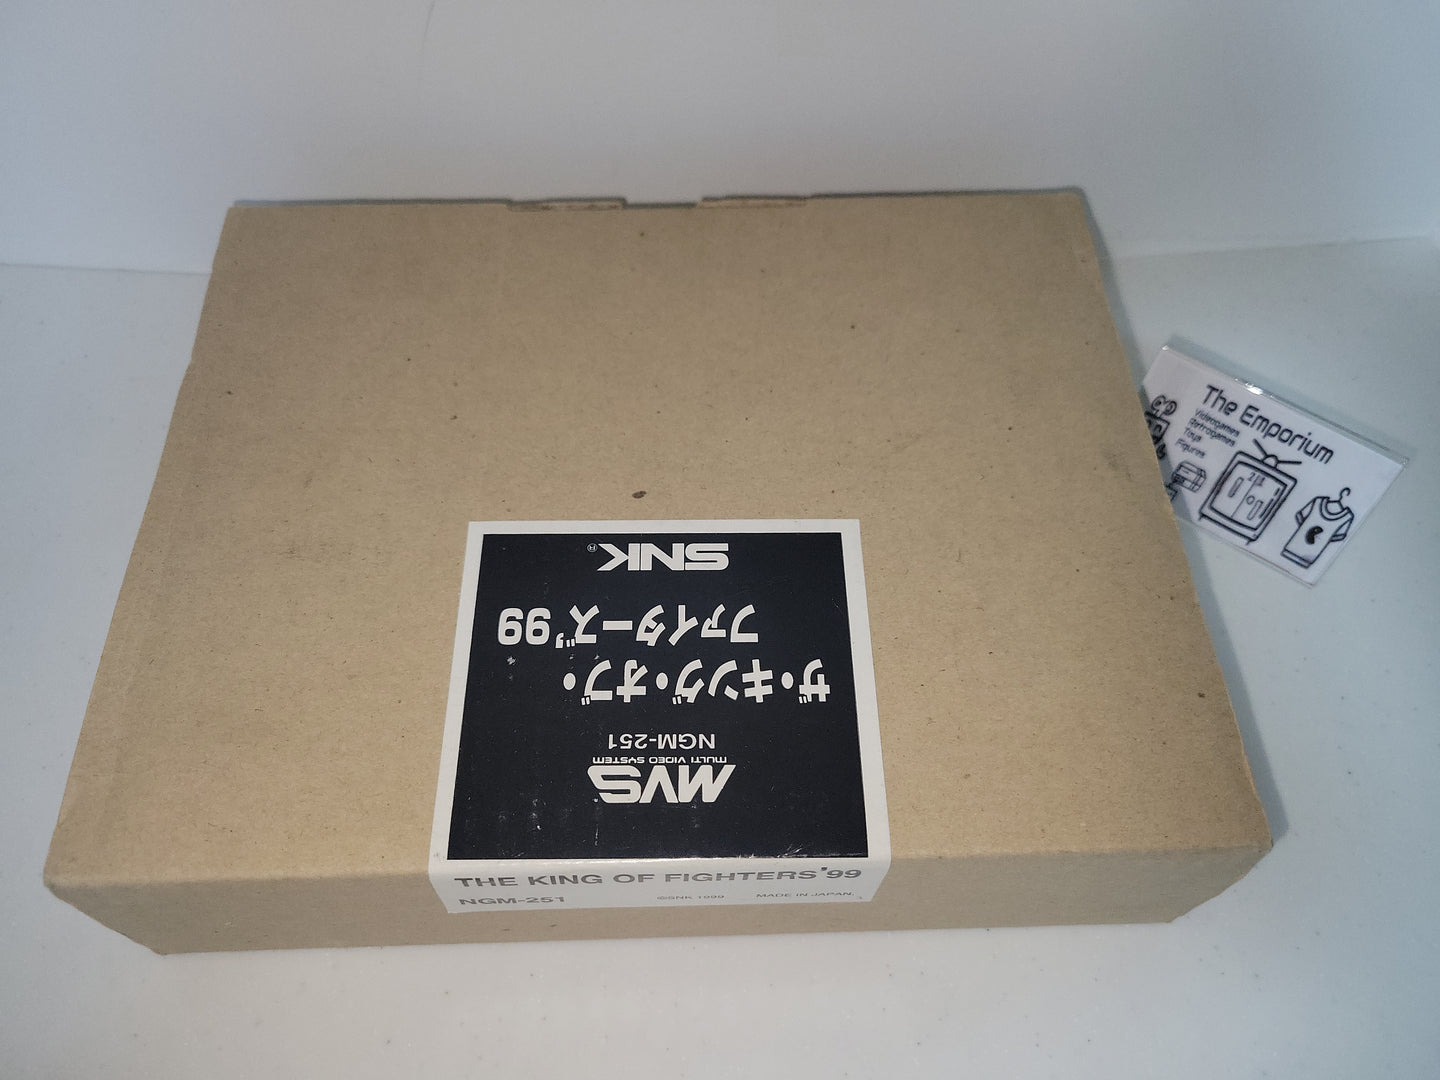 SNK®
ザ・キング・オブ・
ファイターズ'99
NGM-251
MVS
MULTI VIDEO SYSTEM
THE KING OF FIGHTERS'99
NGM-251 ©SNK 1999 MADE IN JAPAN.
The Emporium
Videogames
Retrogames
Toys
Figures